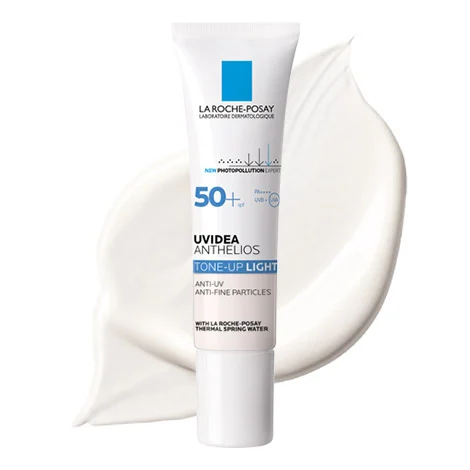 LA ROCHE-POSAY
LABORATOIRE DERMATOLOGIQUE
NEW PHOTOPOLLUTION EXPERT
50+
PA++++
UVB + UVA
UVIDEA
ANTHELIOS
TONE-UP LIGHT
ANTI-UV
ANTI-FINE PARTICLES
WITH LA ROCHE-POSAY
THERMAL SPRING WATER